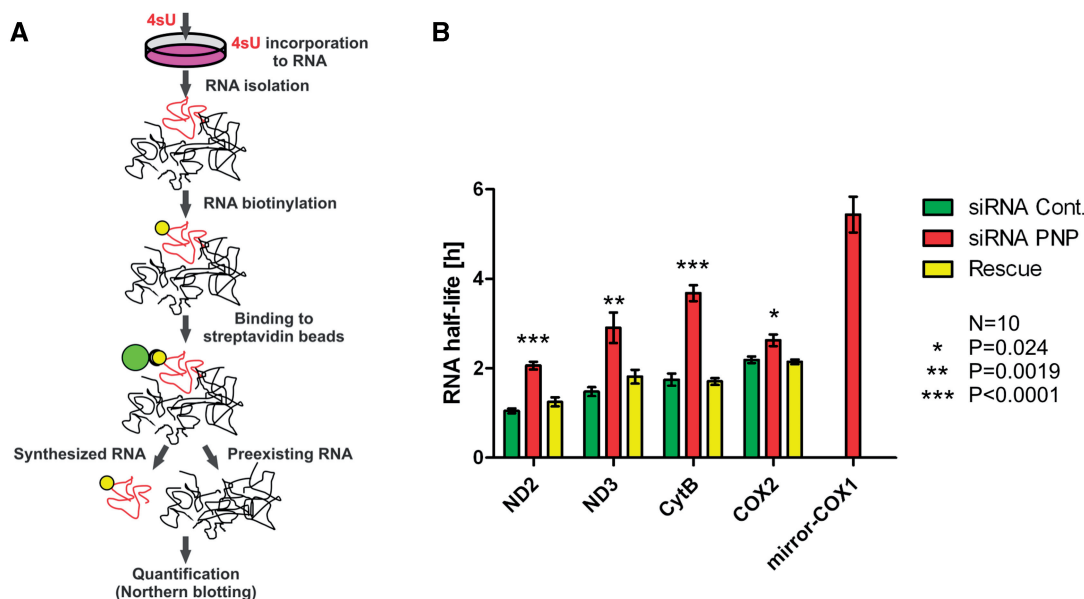 A
4sU
4sU incorporation
to RNA
RNA isolation
RNA biotinylation
Binding to
streptavidin beads
Synthesized RNA
Preexisting RNA
Quantification
(Northern blotting)
B
RNA half-life [h]
6
4
2
0
***
**
***
*
ND2
ND3
CytB
COX2
mirror-COX1
siRNA Cont.
siRNA PNP
Rescue
N=10
* P=0.024
** P=0.0019
*** P<0.0001